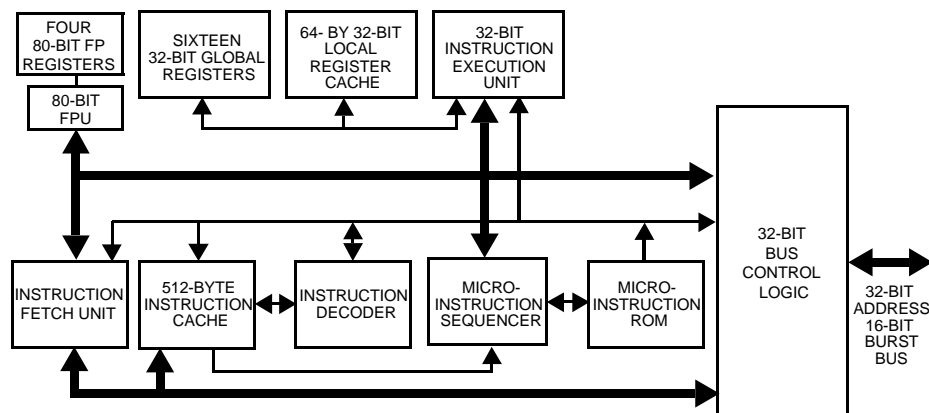 FOUR
80-BIT FP
REGISTERS
80-BIT
FPU
SIXTEEN
32-BIT GLOBAL
REGISTERS
64- BY 32-BIT
LOCAL
REGISTER
CACHE
32-BIT
INSTRUCTION
EXECUTION
UNIT
INSTRUCTION
FETCH UNIT
512-BYTE
INSTRUCTION
CACHE
INSTRUCTION
DECODER
MICRO-
INSTRUCTION
SEQUENCER
MICRO-
INSTRUCTION
ROM
32-BIT
BUS
CONTROL
LOGIC
32-BIT
ADDRESS
16-BIT
BURST
BUS